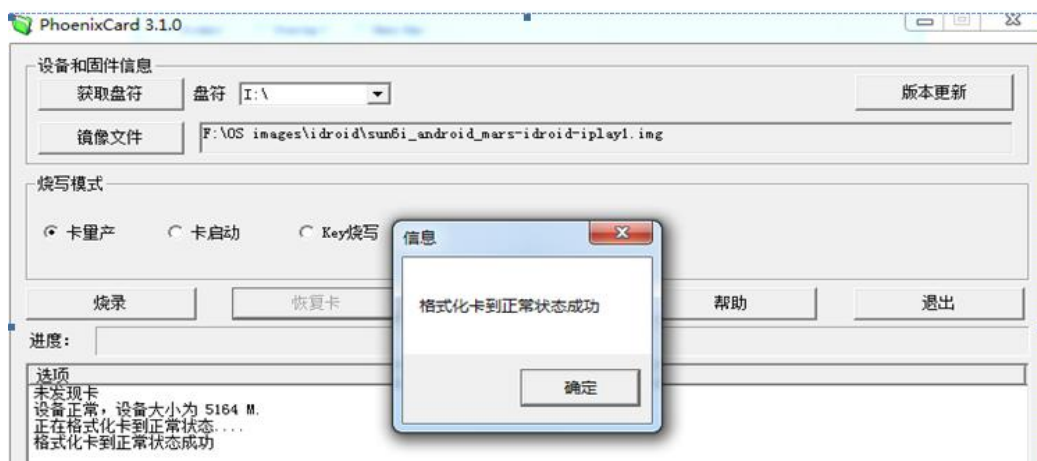 PhoenixCard 3.1.0
设备和固件信息
获取盘符 盘符 I:\ 版本更新
镜像文件 F:\OS images\idroid\sun6i_android_mars-idroid-iplay1.img
烧写模式
卡量产 卡启动 Key烧写
信息
格式化卡到正常状态成功
确定
烧录 恢复卡 帮助 退出
进度:
选项
未发现卡
设备正常，设备大小为 5164 M.
正在格式化卡到正常状态....
格式化卡到正常状态成功